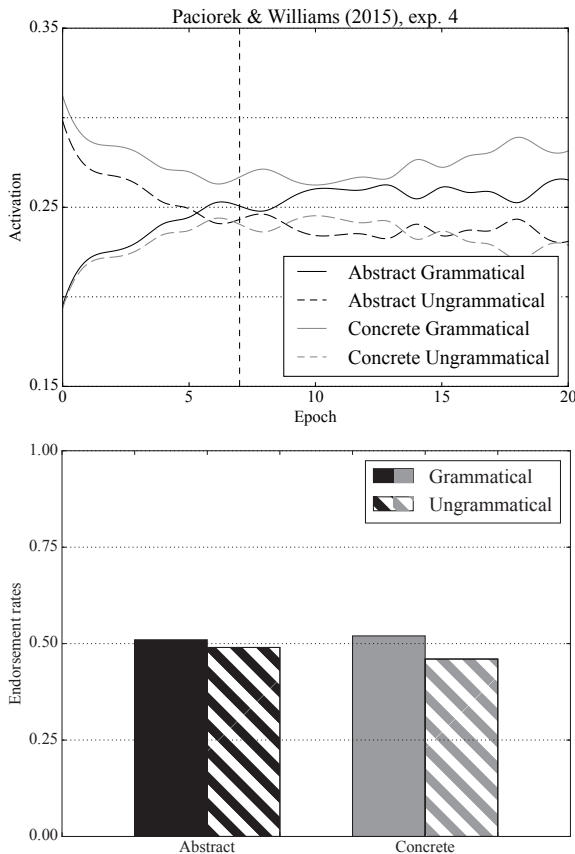 Paciorek & Williams (2015), exp. 4
0.35
0.25
0.15
Activation
Abstract Grammatical
Abstract Ungrammatical
Concrete Grammatical
Concrete Ungrammatical
0 5 10 15 20
Epoch
1.00
0.75
0.50
0.25
0.00
Endorsement rates
Grammatical
Ungrammatical
Abstract Concrete